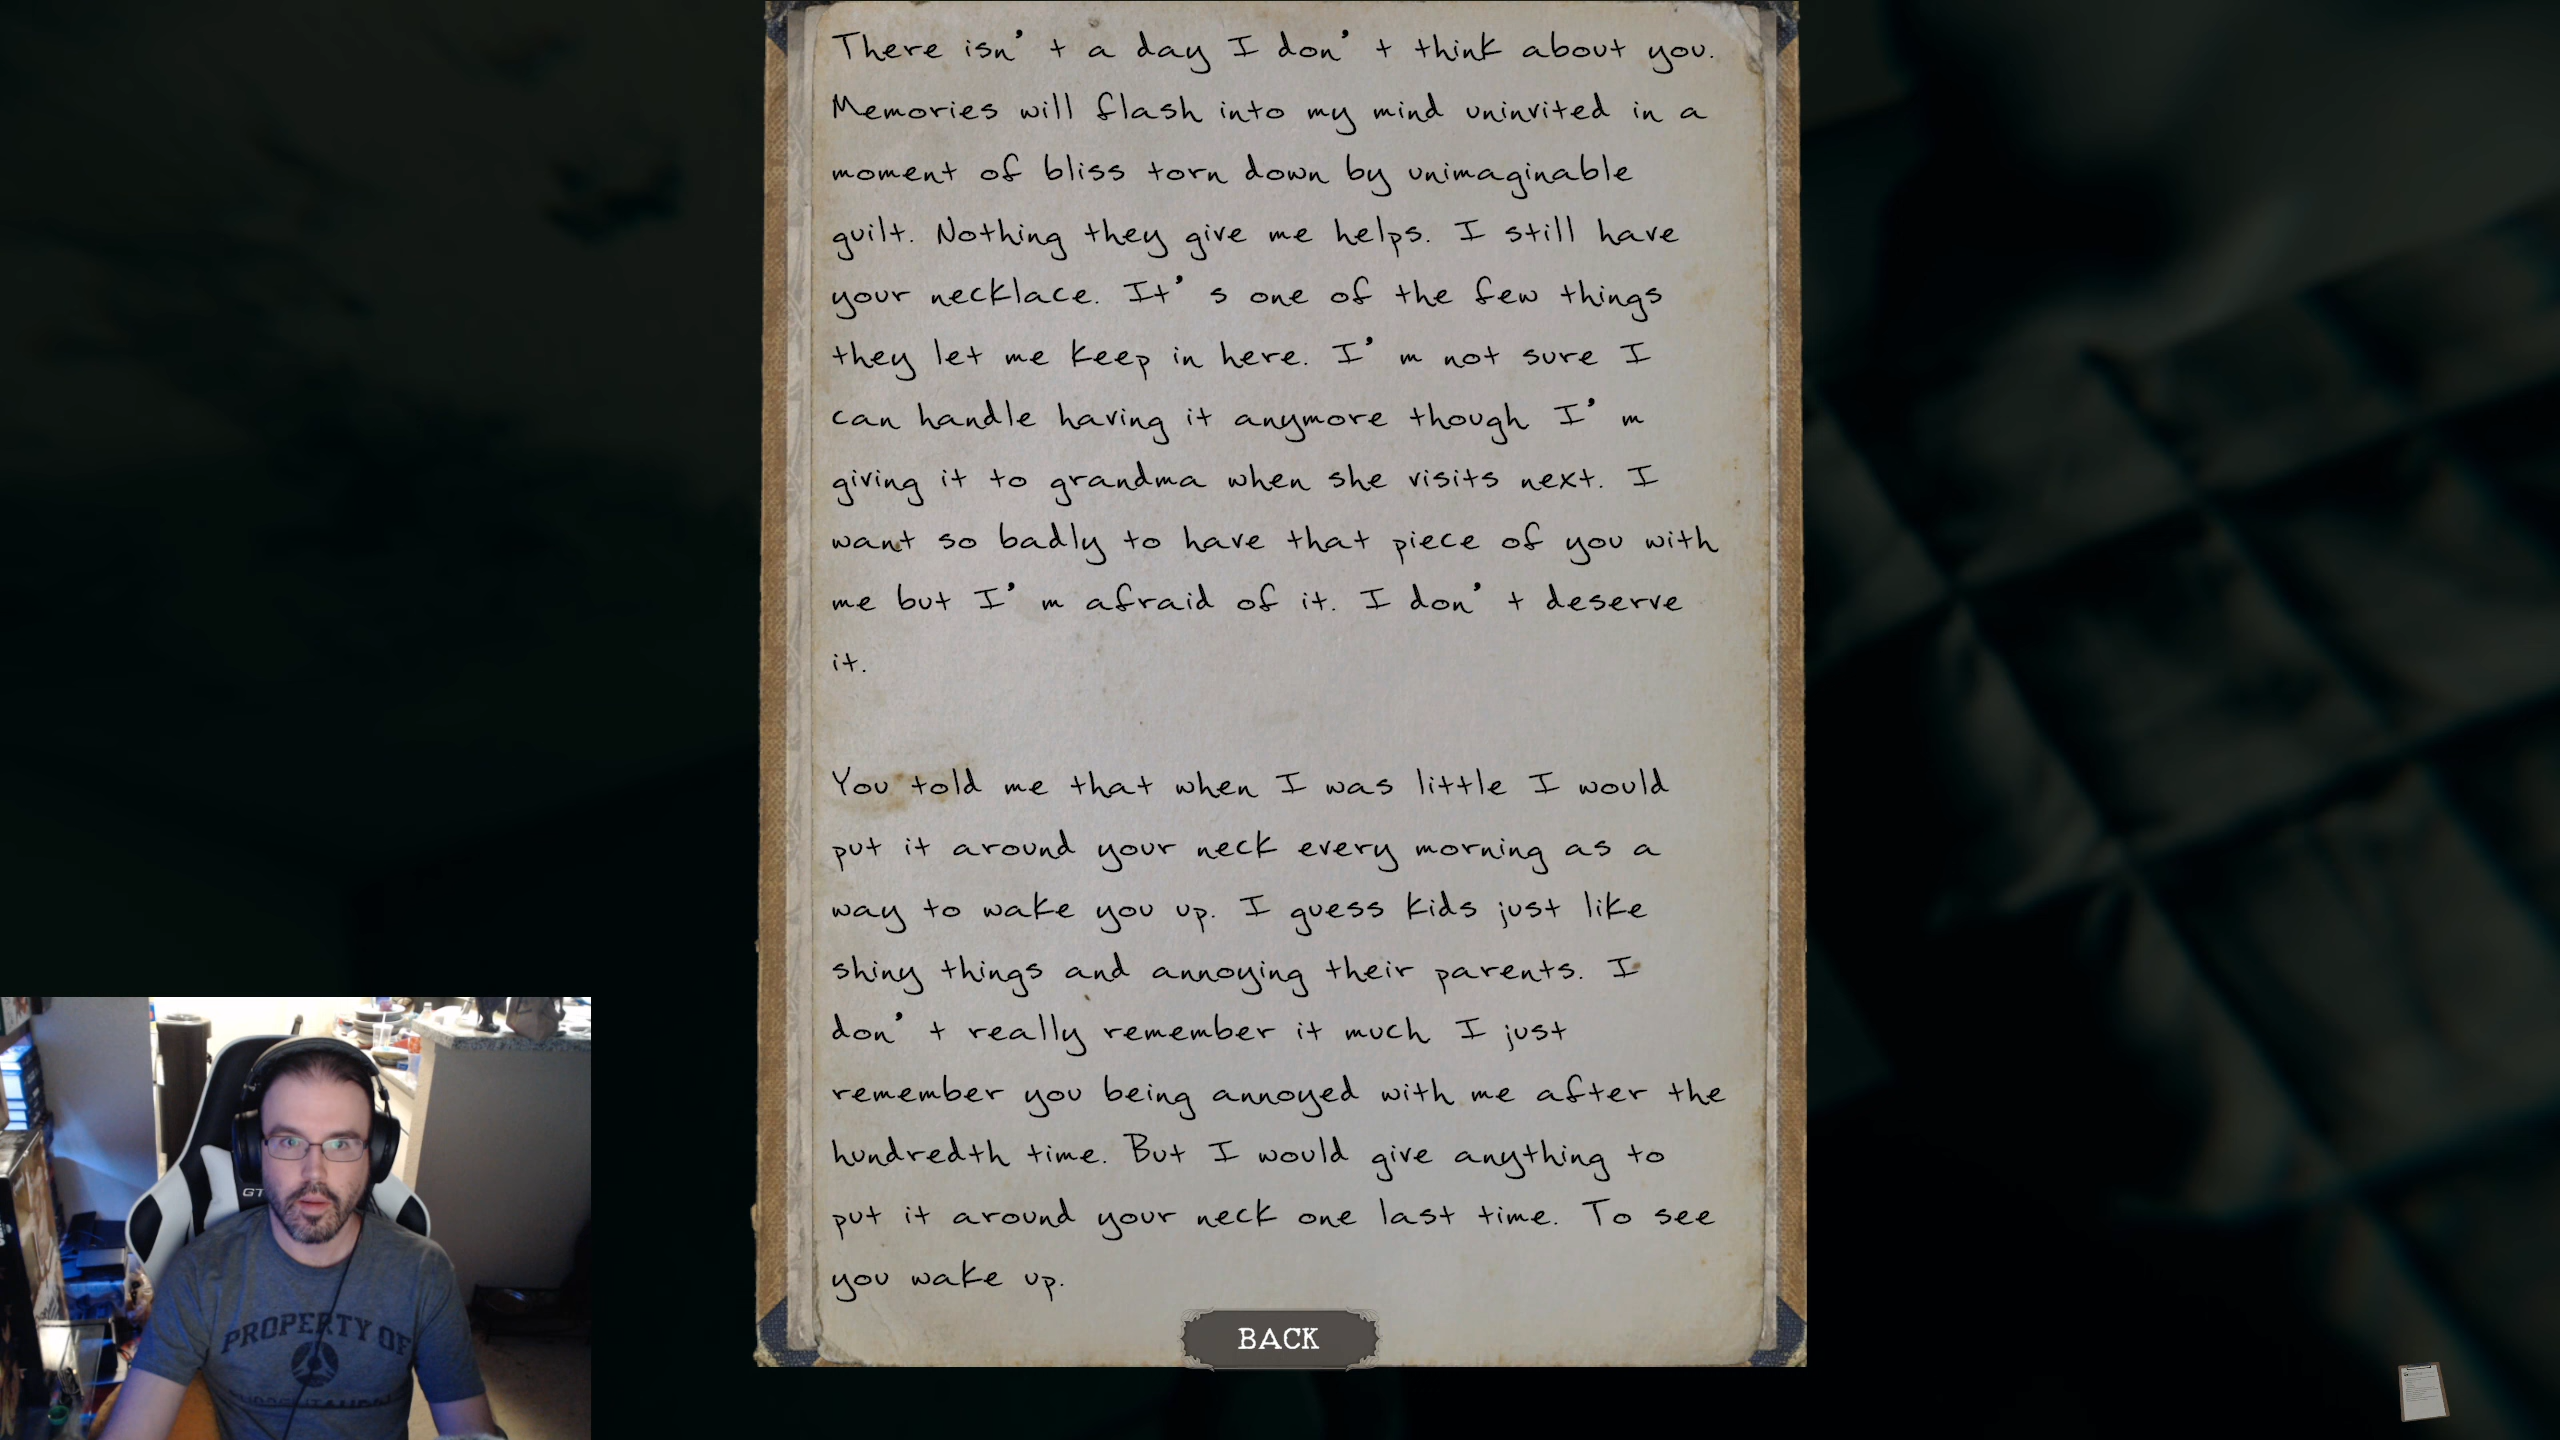 There isn’ t a day I don’ t think about you.
Memories will flash into my mind uninvited in a
moment of bliss torn down by unimaginable
guilt. Nothing they give me helps. I still have
your necklace. It’ s one of the few things
they let me keep in here. I’ m not sure I
can handle having it anymore though I’ m
giving it to grandma when she visits next. I
want so badly to have that piece of you with
me but I’ m afraid of it. I don’ t deserve
it.
You told me that when I was little I would
put it around your neck every morning as a
way to wake you up. I guess kids just like
shiny things and annoying their parents. I
don’ t really remember it much I just
remember you being annoyed with me after the
hundredth time. But I would give anything to
put it around your neck one last time. To see
you wake up.
BACK
GT
PROPERTY OF